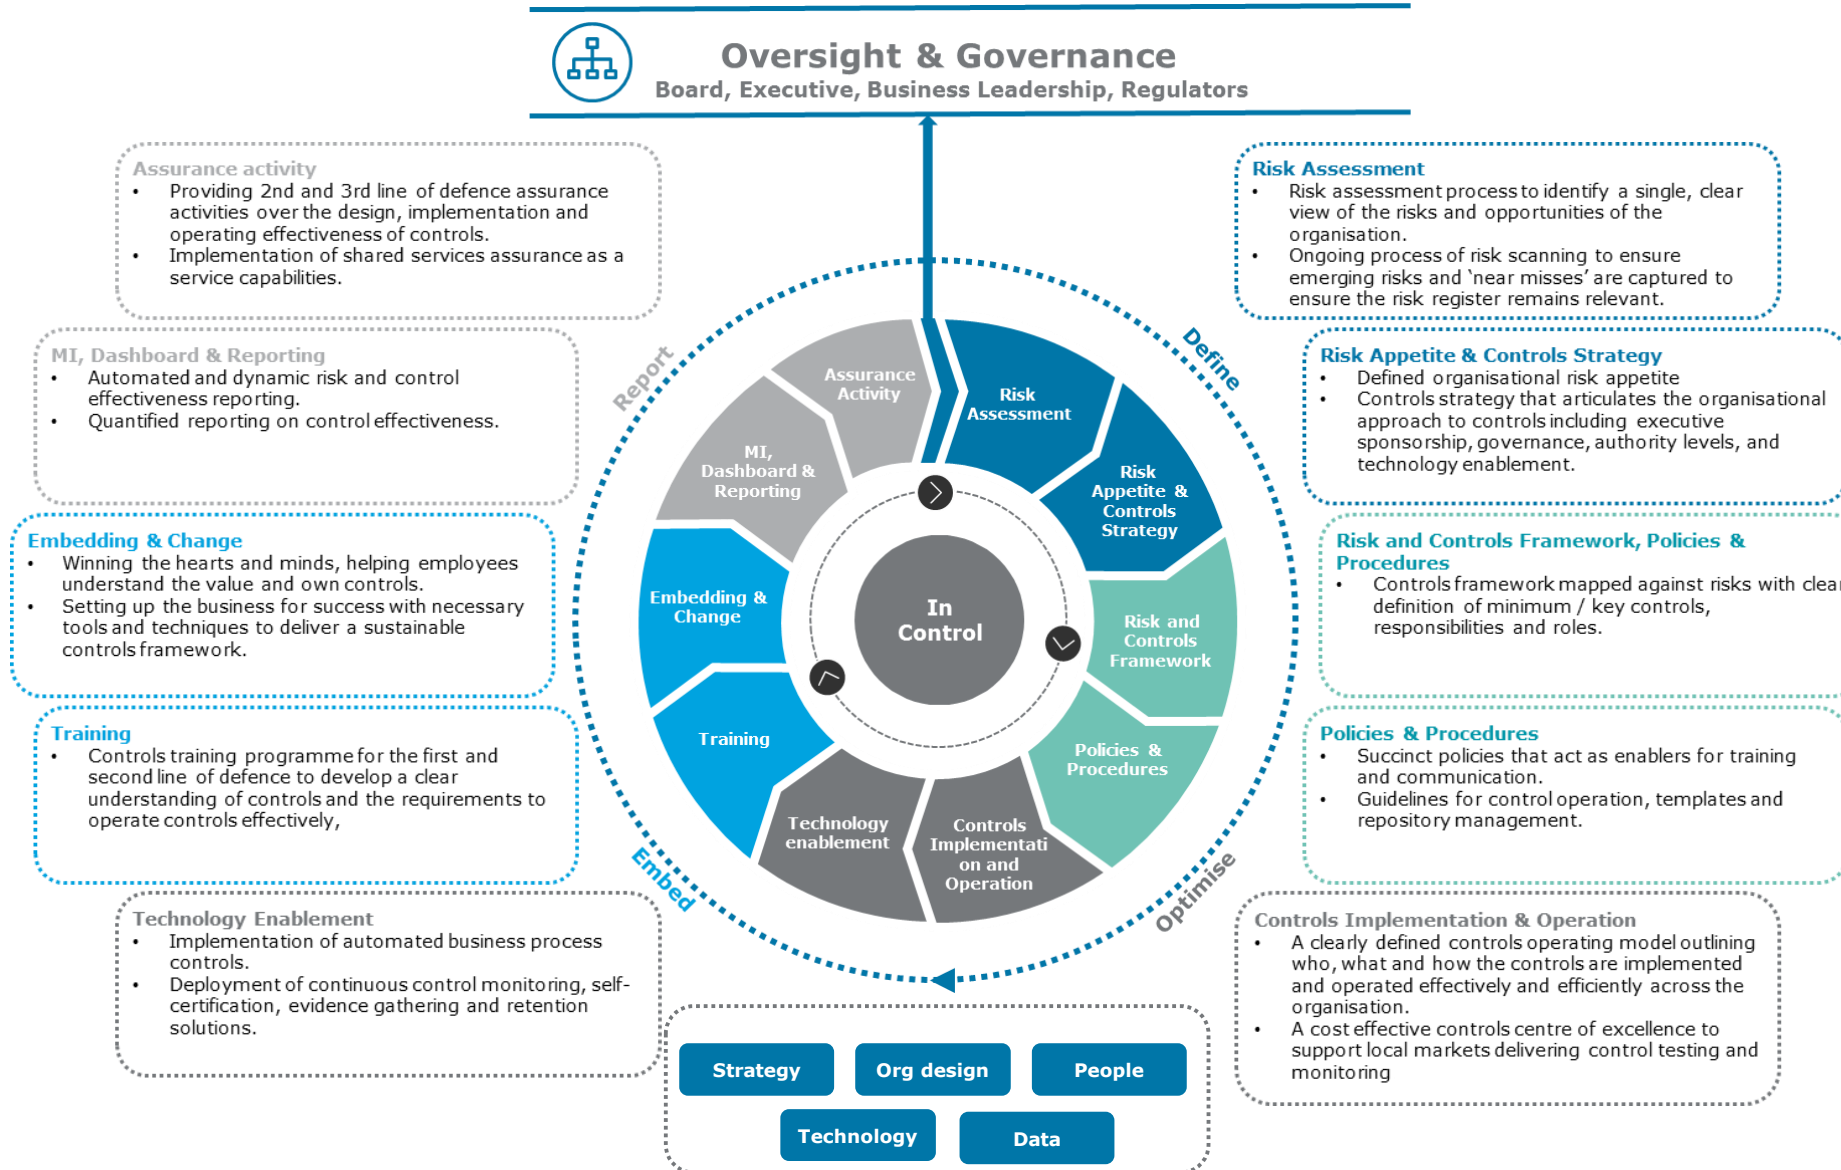 Oversight & Governance
Board, Executive, Business Leadership, Regulators
Assurance activity
• Providing 2nd and 3rd line of defence assurance
activities over the design, implementation and
operating effectiveness of controls.
• Implementation of shared services assurance as a
service capabilities.
MI, Dashboard & Reporting
• Automated and dynamic risk and control
effectiveness reporting.
• Quantified reporting on control effectiveness.
Embedding & Change
• Winning the hearts and minds, helping employees
understand the value and own controls.
• Setting up the business for success with necessary
tools and techniques to deliver a sustainable
controls framework.
Training
• Controls training programme for the first and
second line of defence to develop a clear
understanding of controls and the requirements to
operate controls effectively,
Technology Enablement
• Implementation of automated business process
controls.
• Deployment of continuous control monitoring, self-
certification, evidence gathering and retention
solutions.
Report
Define
Optimise
Embed
Assurance
Activity
Risk
Assessment
MI,
Dashboard &
Reporting
Risk
Appetite &
Controls
Strategy
Embedding &
Change
In
Control
Risk and
Controls
Framework
Training
Policies &
Procedures
Technology
enablement
Controls
Implementati
on and
Operation
Risk Assessment
• Risk assessment process to identify a single, clear
view of the risks and opportunities of the
organisation.
• Ongoing process of risk scanning to ensure
emerging risks and ‘near misses’ are captured to
ensure the risk register remains relevant.
Risk Appetite & Controls Strategy
• Defined organisational risk appetite
• Controls strategy that articulates the organisational
approach to controls including executive
sponsorship, governance, authority levels, and
technology enablement.
Risk and Controls Framework, Policies &
Procedures
• Controls framework mapped against risks with clear
definition of minimum / key controls,
responsibilities and roles.
Policies & Procedures
• Succinct policies that act as enablers for training
and communication.
• Guidelines for control operation, templates and
repository management.
Controls Implementation & Operation
• A clearly defined controls operating model outlining
who, what and how the controls are implemented
and operated effectively and efficiently across the
organisation.
• A cost effective controls centre of excellence to
support local markets delivering control testing and
monitoring
Strategy
Org design
People
Technology
Data